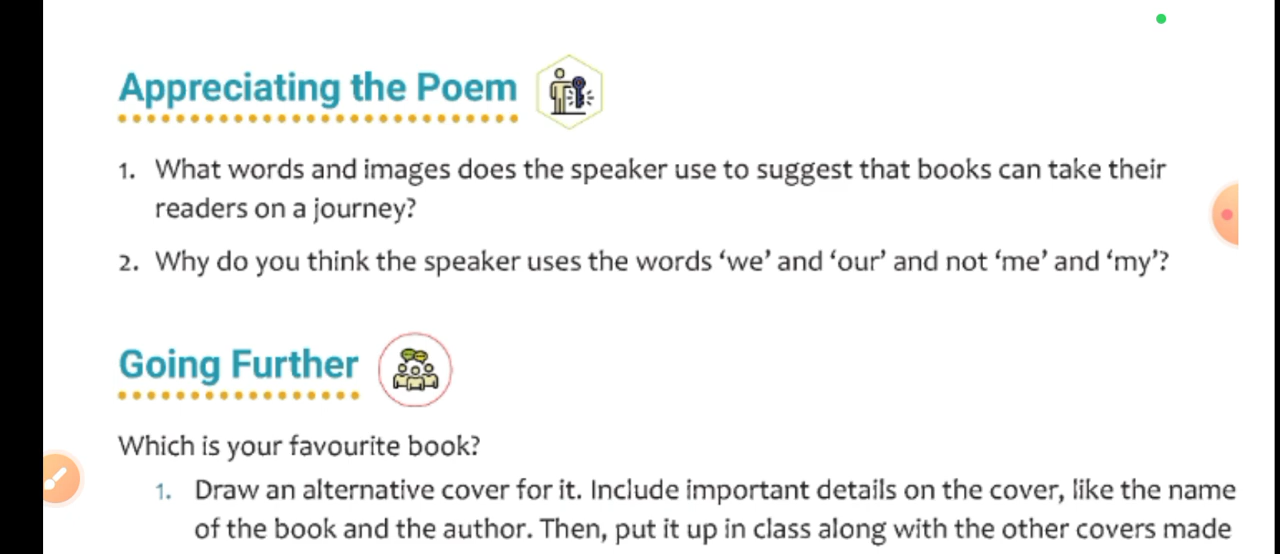 Appreciating the Poem
1. What words and images does the speaker use to suggest that books can take their
readers on a journey?
2. Why do you think the speaker uses the words ‘we’ and ‘our’ and not ‘me’ and ‘my’?
Going Further
Which is your favourite book?
1. Draw an alternative cover for it. Include important details on the cover, like the name
of the book and the author. Then, put it up in class along with the other covers made